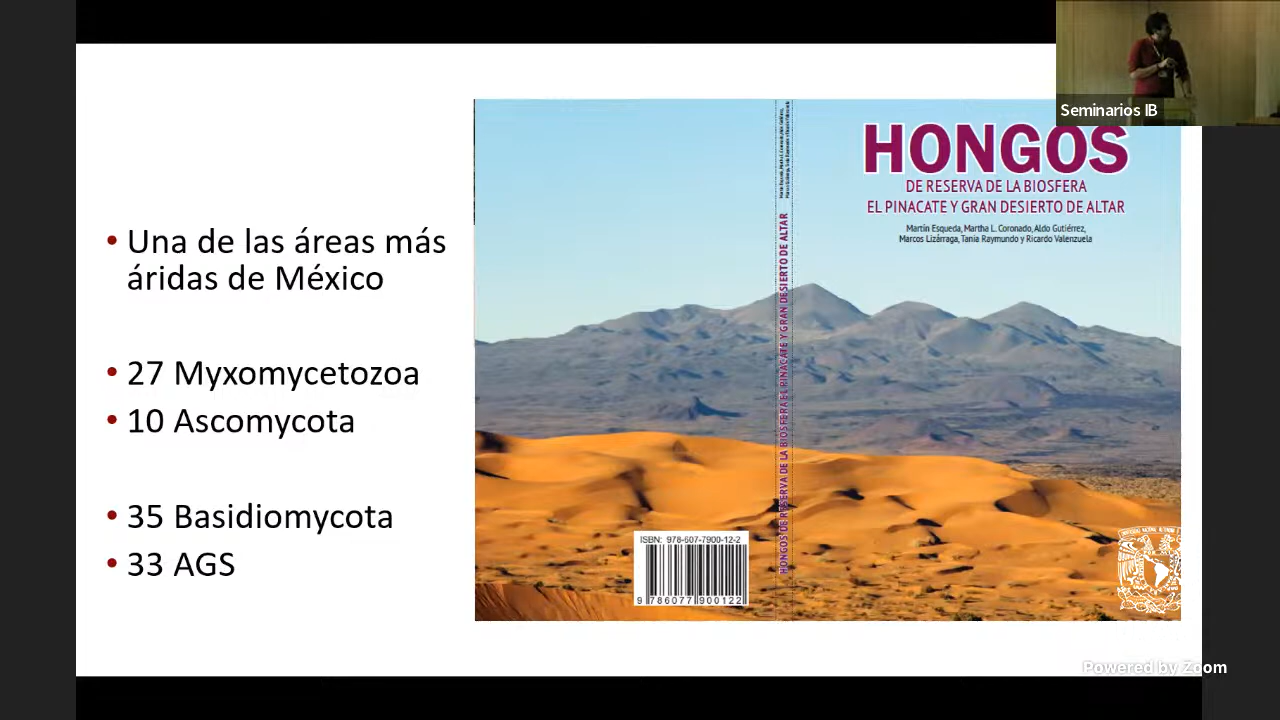 Seminarios IB
• Una de las áreas más
áridas de México
• 27 Myxomycetozoa
• 10 Ascomycota
• 35 Basidiomycota
• 33 AGS
HONGOS DE RESERVA DE LA BIOSFERA EL PINACATE Y GRAN DESIERTO DE ALTAR
HONGOS
DE RESERVA DE LA BIOSFERA
EL PINACATE Y GRAN DESIERTO DE ALTAR
Martín Esqueda, Martha L. Coronado, Aldo Gutiérrez,
Marcos Lizárraga, Tania Raymundo y Ricardo Valenzuela
ISBN: 978-607-7900-12-2
9 786077 900122
Powered by Zoom